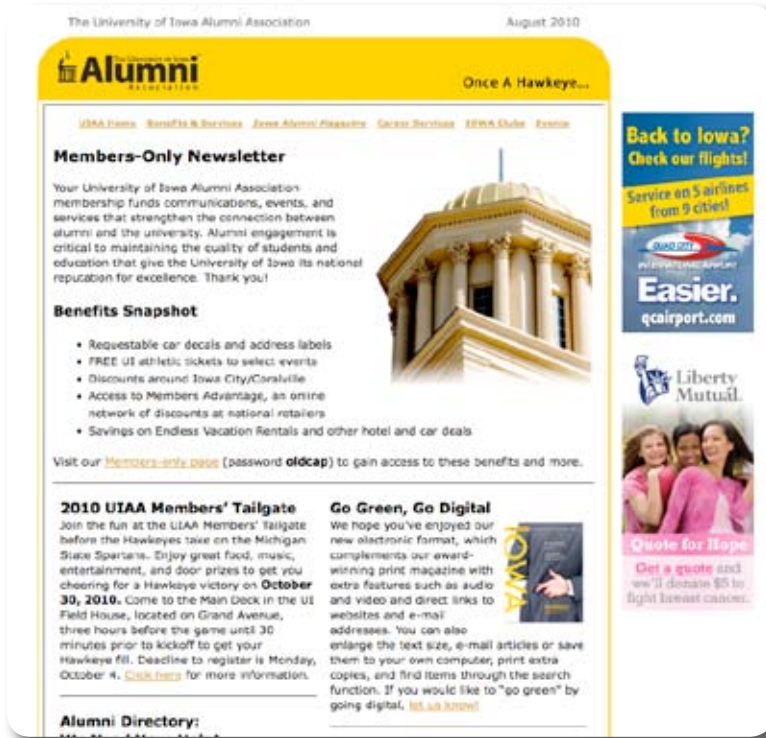 The University of Iowa Alumni Association
August 2010
THE UNIVERSITY OF IOWA
Alumni
Association
Once A Hawkeye...
UIAA Home Benefits & Services Iowa Alumni Magazine Career Services IOWA Clubs Events
Members-Only Newsletter
Your University of Iowa Alumni Association
membership funds communications, events, and
services that strengthen the connection between
alumni and the university. Alumni engagement is
critical to maintaining the quality of students and
education that give the University of Iowa its national
reputation for excellence. Thank you!
Benefits Snapshot
• Requestable car decals and address labels
• FREE UI athletic tickets to select events
• Discounts around Iowa City/Coralville
• Access to Members Advantage, an online
network of discounts at national retailers
• Savings on Endless Vacation Rentals and other hotel and car deals
Visit our Members-only page (password oldcap) to gain access to these benefits and more.
2010 UIAA Members' Tailgate
Join the fun at the UIAA Members' Tailgate
before the Hawkeyes take on the Michigan
State Spartans. Enjoy great food, music,
entertainment, and door prizes to get you
cheering for a Hawkeye victory on October
30, 2010. Come to the Main Deck in the UI
Field House, located on Grand Avenue,
three hours before the game until 30
minutes prior to kickoff to get your
Hawkeye fill. Deadline to register is Monday,
October 4. Click here for more information.
Alumni Directory:
We Need Your Help!
Go Green, Go Digital
We hope you've enjoyed our
new electronic format, which
complements our award-
winning print magazine with
extra features such as audio
and video and direct links to
websites and e-mail
addresses. You can also
enlarge the text size, e-mail articles or save
them to your own computer, print extra
copies, and find items through the search
function. If you would like to "go green" by
going digital, let us know!
IOWA
Back to Iowa?
Check our flights!
Service on 5 airlines
from 9 cities!
QUAD CITY
INTERNATIONAL AIRPORT
Easier.
qcairport.com
Liberty
Mutual.
Quote for Hope
Get a quote and
we'll donate $5 to
fight breast cancer.